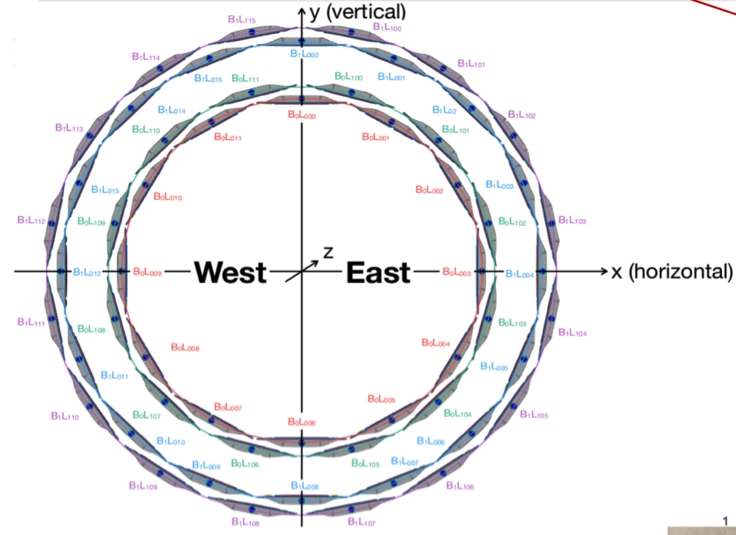 y (vertical)
B₁L₁₁₅
B₁L₁₀₀
B₁L₀₀₀
B₁L₁₁₄
B₁L₁₀₁
B₁L₀₁₅
B₀L₁₁₁
B₀L₁₀₀
B₁L₀₀₁
B₁L₀₁₄
B₀L₀₀₀
B₁L₀₂
B₁L₁₀₂
B₁L₁₁₃
B₀L₁₁₀
B₀L₀₁₁
B₀L₀₀₁
B₀L₁₀₁
B₁L₀₁₃
B₀L₀₁₀
B₀L₀₀₂
B₁L₀₀₃
B₁L₁₁₂
B₀L₁₀₉
B₀L₁₀₂
B₁L₁₀₃
z
B₁L₀₁₂
B₀L₀₀₉
West
East
B₀L₀₀₃
B₁L₀₀₄
x (horizontal)
B₁L₁₁₁
B₀L₁₀₈
B₀L₁₀₃
B₁L₁₀₄
B₀L₀₀₈
B₀L₀₀₄
B₁L₀₁₁
B₁L₀₀₅
B₀L₀₀₇
B₀L₀₀₅
B₁L₁₁₀
B₀L₁₀₇
B₀L₀₀₆
B₀L₁₀₄
B₁L₁₀₅
B₁L₀₁₀
B₁L₀₀₆
B₁L₀₀₉
B₀L₁₀₆
B₀L₁₀₅
B₁L₀₀₇
B₁L₁₀₉
B₁L₀₀₈
B₁L₁₀₆
B₁L₁₀₈
B₁L₁₀₇
1